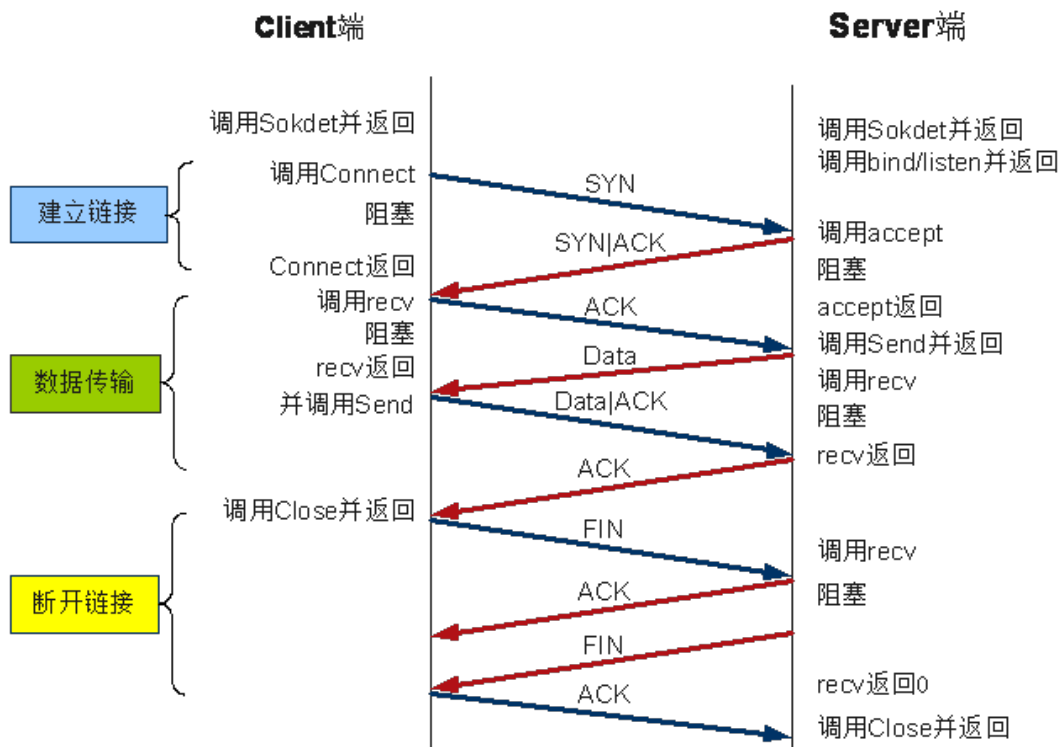 Client端
Server端
调用Sokdet并返回
调用Connect
阻塞
Connect返回
调用recv
阻塞
recv返回
并调用Send
调用Close并返回
建立链接
数据传输
断开链接
SYN
SYN|ACK
ACK
Data
Data|ACK
ACK
FIN
ACK
FIN
ACK
调用Sokdet并返回
调用bind/listen并返回
调用accept
阻塞
accept返回
调用Send并返回
调用recv
阻塞
recv返回
调用recv
阻塞
recv返回0
调用Close并返回